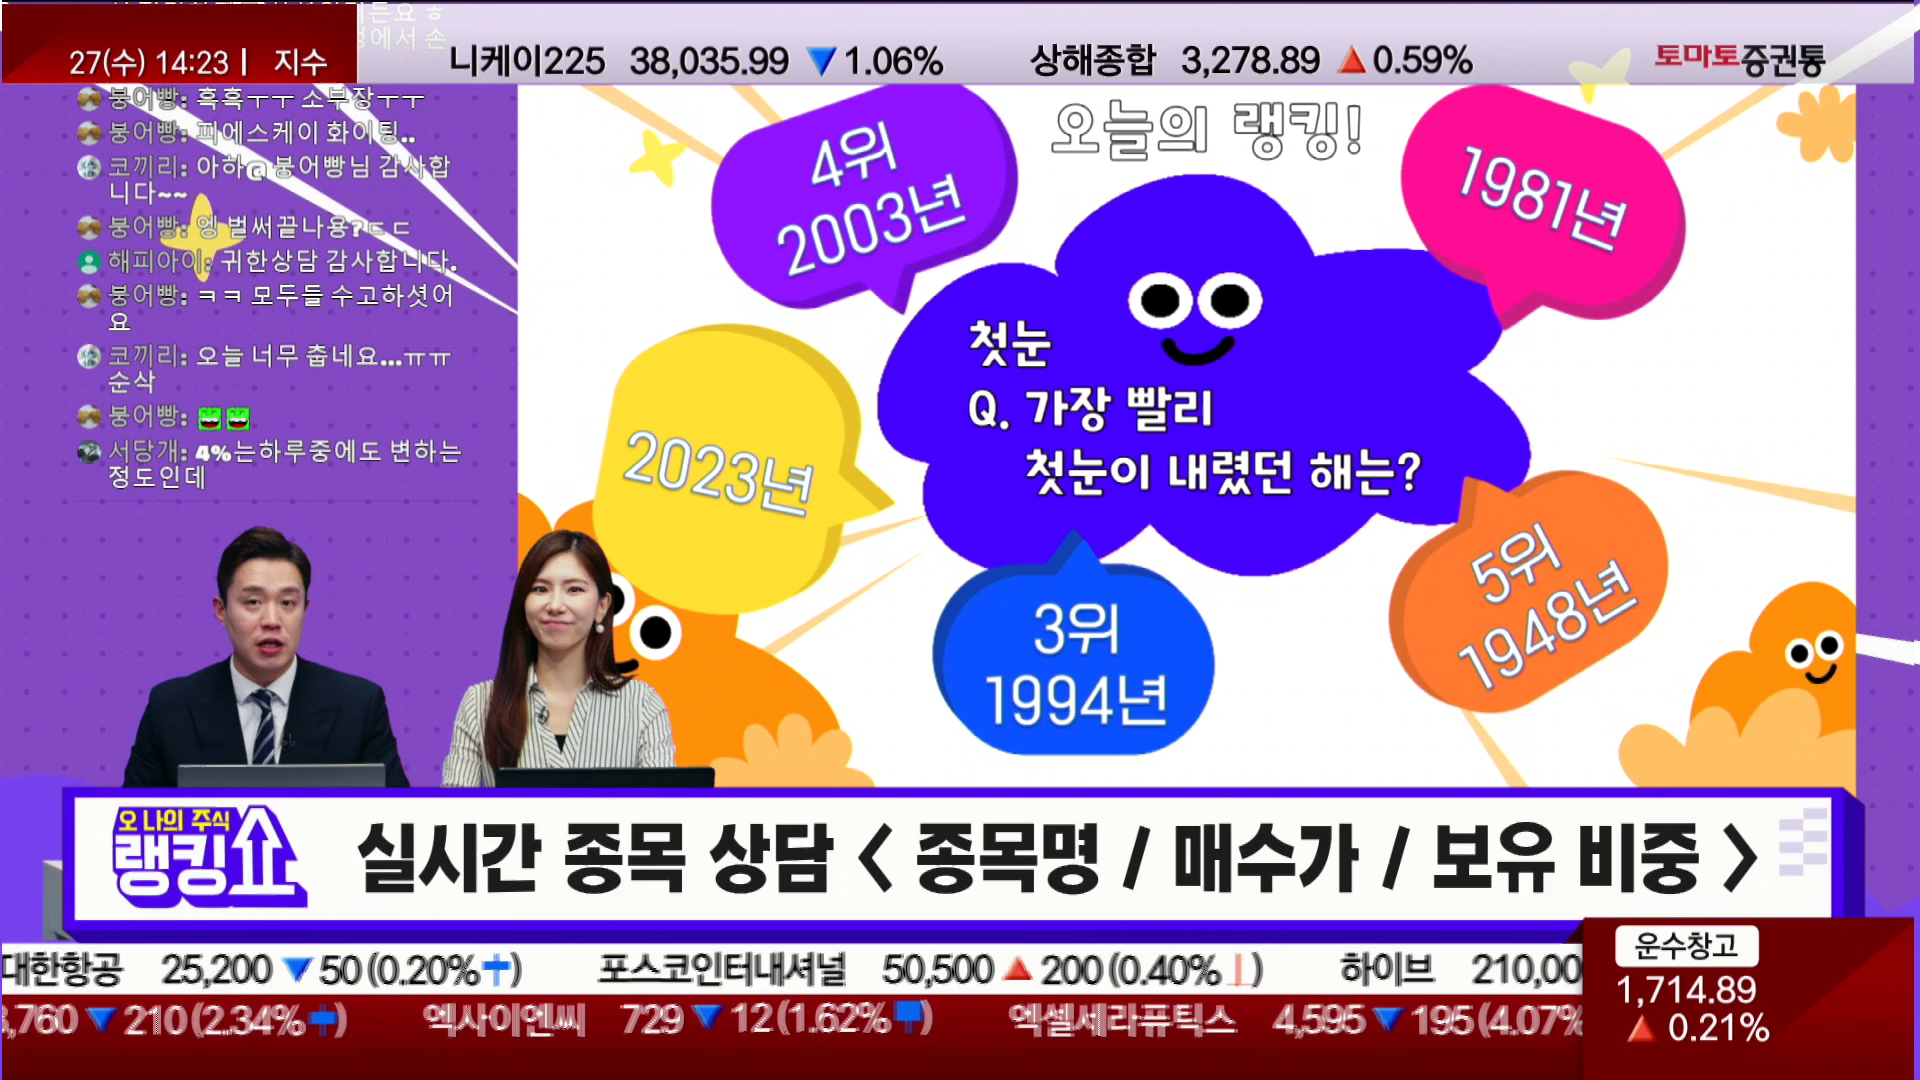 27(수) 14:23 | 지수
니케이225 38,035.99 ▼ 1.06% 상해종합 3,278.89 ▲ 0.59%
토마토증권통
붕어빵: 흑흑ㅜㅜ 소부장ㅜㅜ
붕어빵: 피에스케이 화이팅..
코끼리: 아하@ 붕어빵님 감사합
니다~~
붕어빵: 엥 벌써끝나용?ㄷㄷ
해피아이: 귀한상담 감사합니다.
붕어빵: ㅋㅋ 모두들 수고하셧어
요
코끼리: 오늘 너무 춥네요...ㅠㅠ
순삭
붕어빵:
서당개: 4%는하루중에도 변하는
정도인데
오늘의 랭킹!
4위
2003년
1981년
첫눈
Q. 가장 빨리
첫눈이 내렸던 해는?
2023년
3위
1994년
5위
1948년
오 나의 주식
랭킹쇼
실시간 종목 상담 < 종목명 / 매수가 / 보유 비중 >
대한항공 25,200 ▼ 50 (0.20%) 포스코인터내셔널 50,500 ▲ 200 (0.40%) 하이브 210,00
,760 ▼ 210 (2.34%) 엑사이엔씨 729 ▼ 12 (1.62%) 엑셀세라퓨틱스 4,595 ▼ 195 (4.07%
운수창고
1,714.89
▲ 0.21%